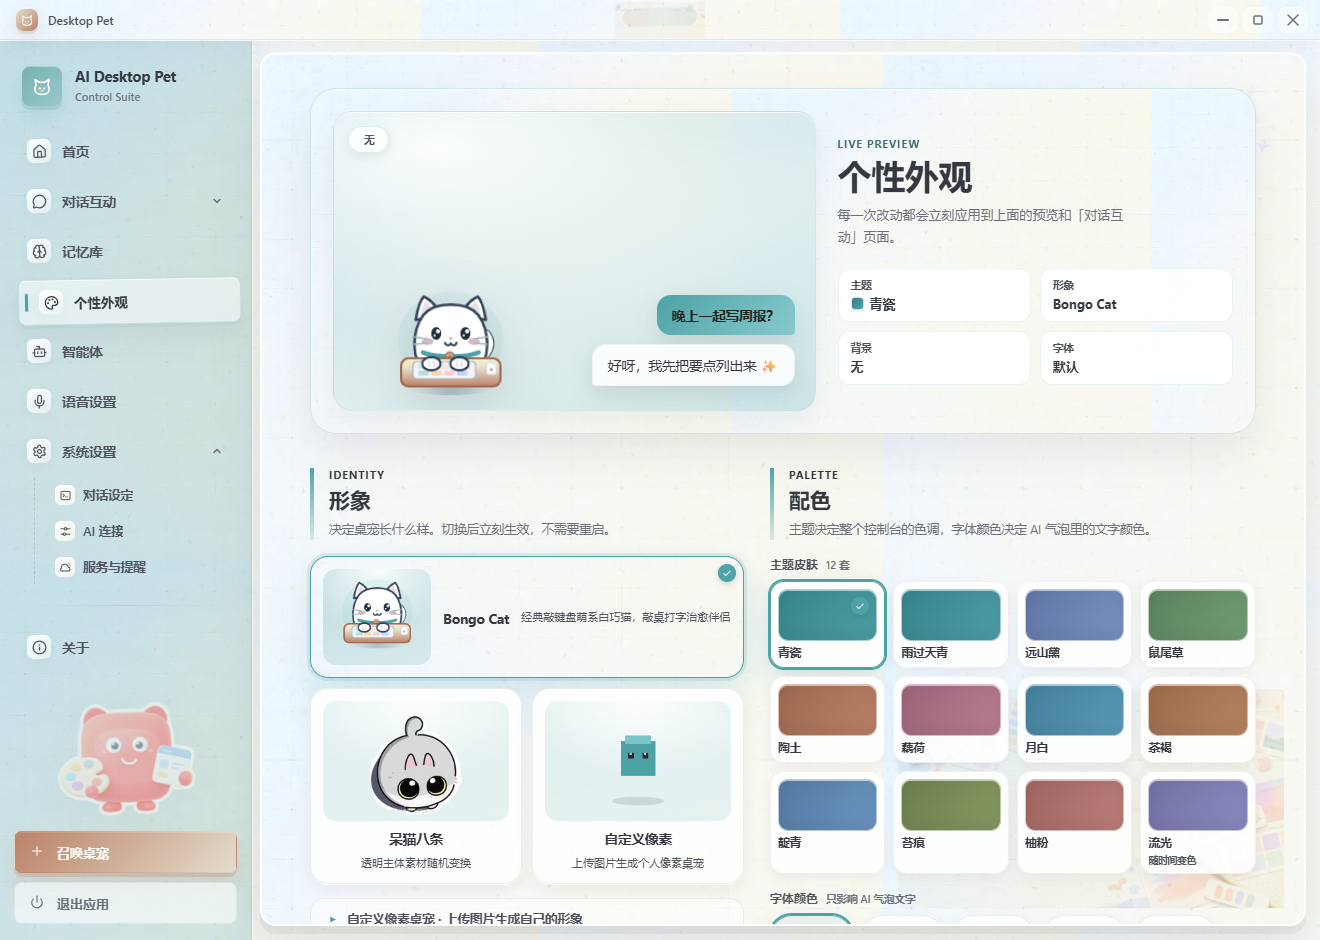 Desktop Pet
AI Desktop Pet
Control Suite
首页
对话互动
记忆库
个性外观
智能体
语音设置
系统设置
对话设定
AI 连接
服务与提醒
关于
召唤桌宠
退出应用
无
晚上一起写周报？
好呀，我先把要点列出来 ✨
LIVE PREVIEW
个性外观
每一次改动都会立刻应用到上面的预览和「对话互
动」页面。
主题
青瓷
形象
Bongo Cat
背景
无
字体
默认
IDENTITY
形象
决定桌宠长什么样。切换后立刻生效，不需要重启。
Bongo Cat
经典敲键盘萌系白巧猫，敲桌打字治愈伴侣
呆猫八条
透明主体素材随机变换
自定义像素
上传图片生成个人像素桌宠
自定义像素桌宠 · 上传图片生成自己的形象
PALETTE
配色
主题决定整个控制台的色调，字体颜色决定 AI 气泡里的文字颜色。
主题皮肤 12 套
青瓷
雨过天青
远山黛
鼠尾草
陶土
藕荷
月白
茶褐
靛青
苔痕
柚粉
流光
随时间变色
字体颜色 只影响 AI 气泡文字